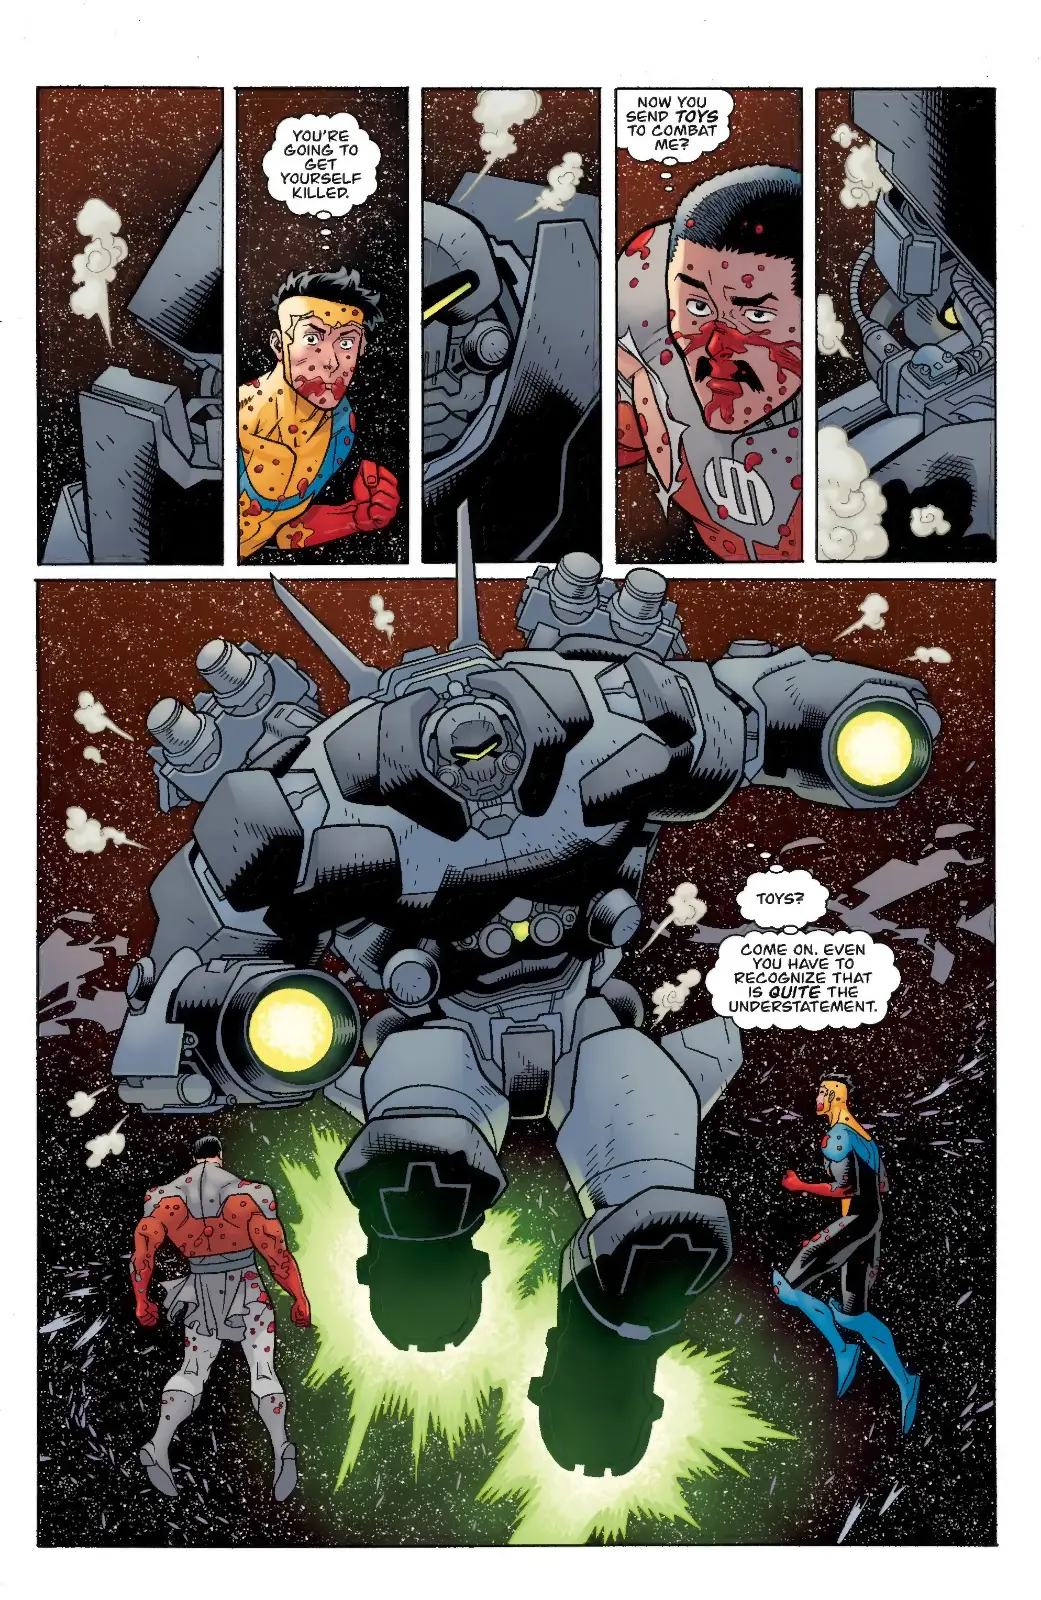 YOU'RE
GOING TO
GET
YOURSELF
KILLED.
NOW YOU
SEND TOYS
TO COMBAT
ME?
TOYS?
COME ON. EVEN
YOU HAVE TO
RECOGNIZE THAT
IS QUITE THE
UNDERSTATEMENT.